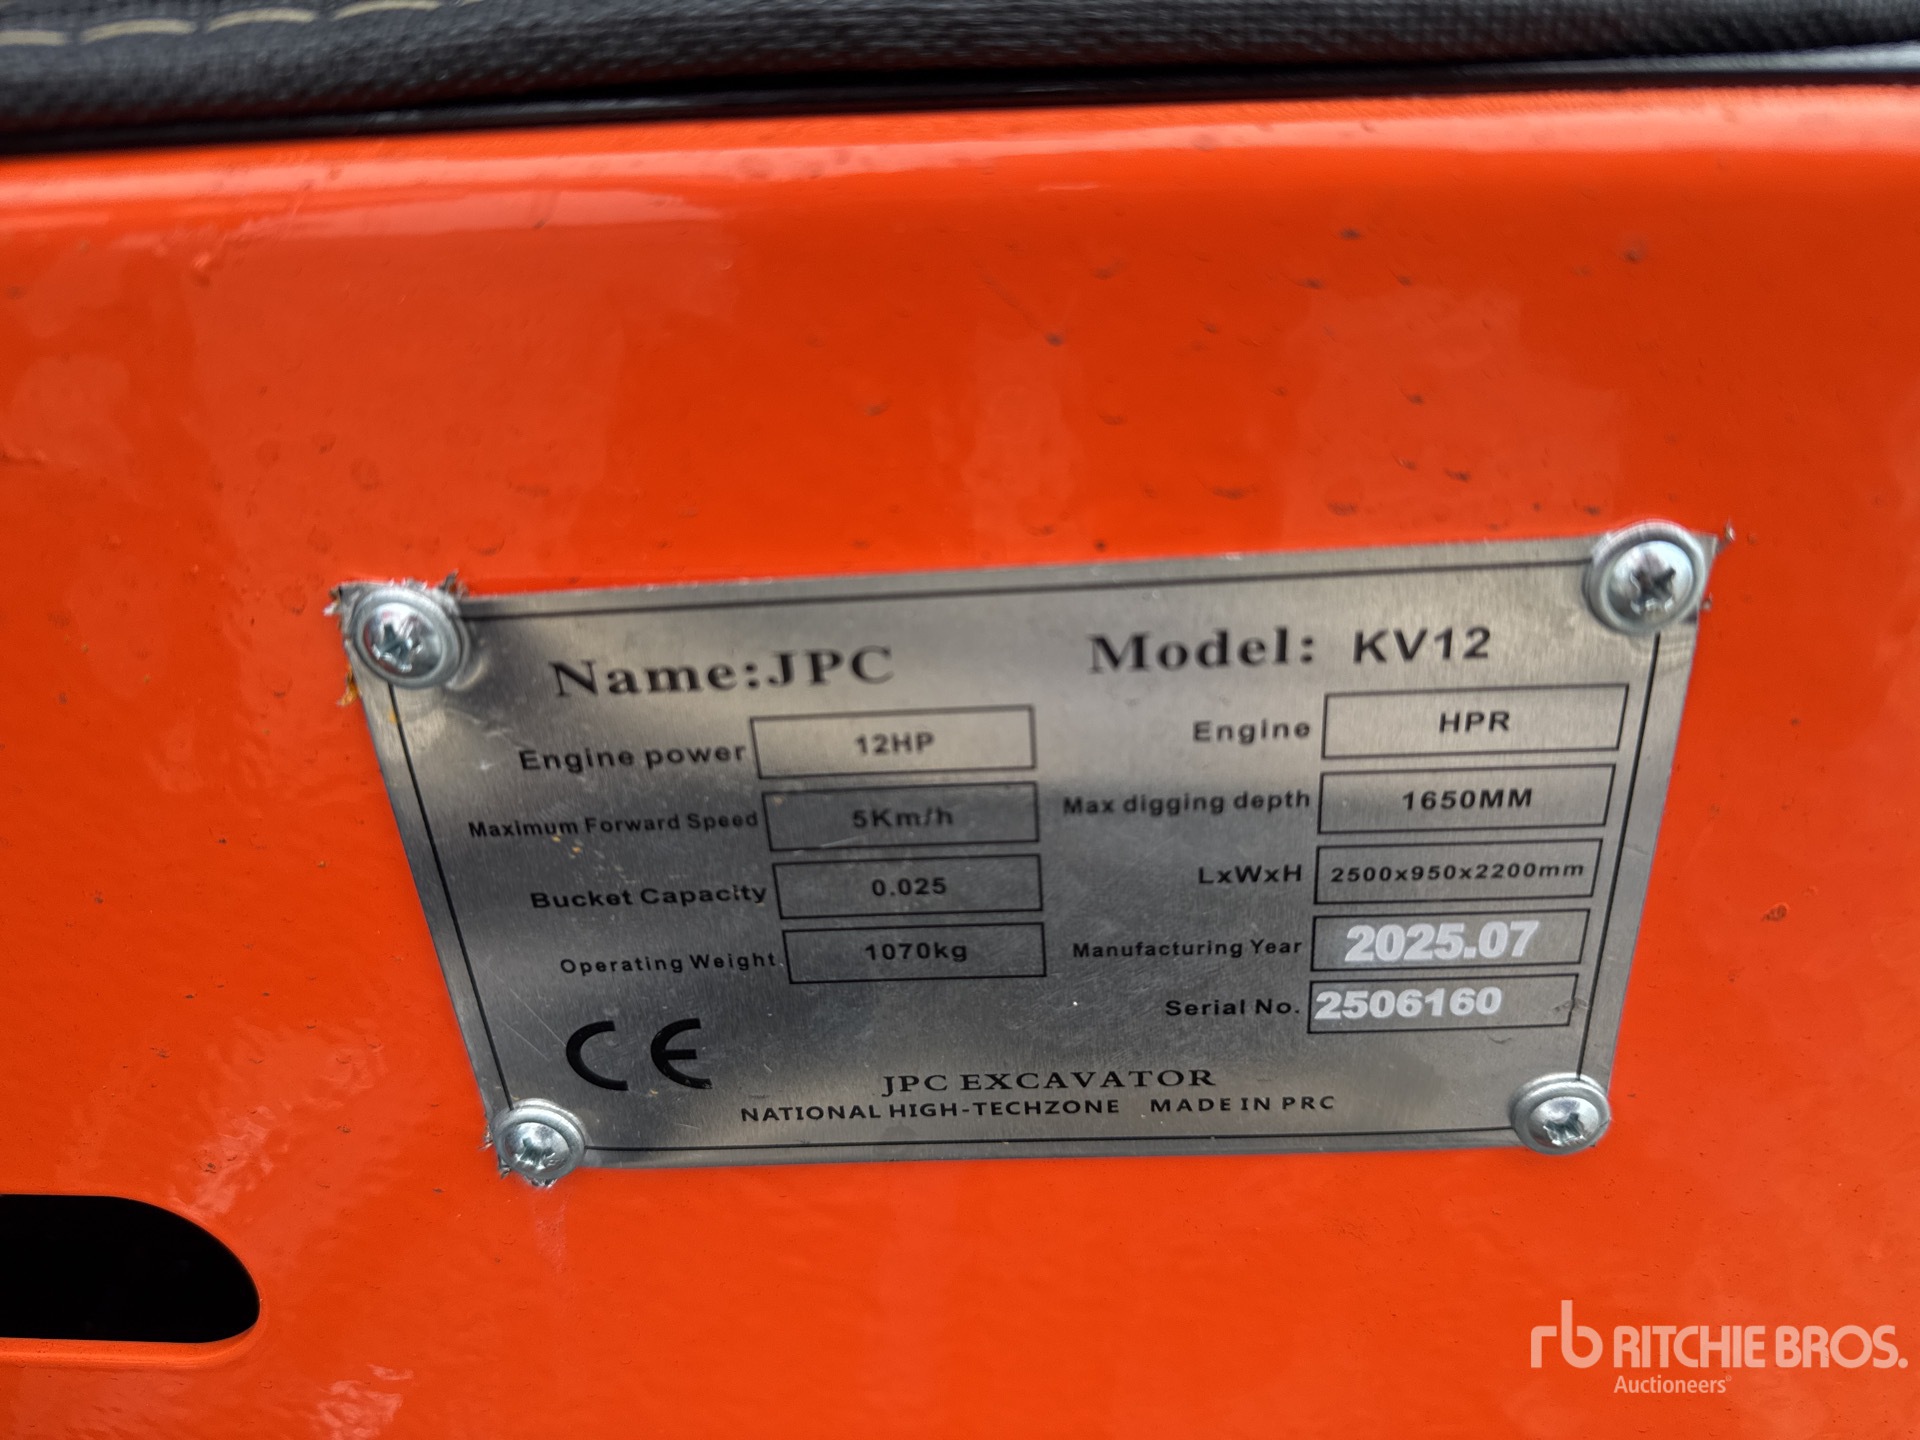 Name:JPC Model: KV12
Engine power 12HP Engine HPR
Maximum Forward Speed 5Km/h Max digging depth 1650MM
Bucket Capacity 0.025 LxWxH 2500x950x2200mm
Operating Weight 1070kg Manufacturing Year 2025.07
Serial No. 2506160
CE
JPC EXCAVATOR
NATIONAL HIGH-TECHZONE MADE IN PRC
rb RITCHIE BROS.
Auctioneers